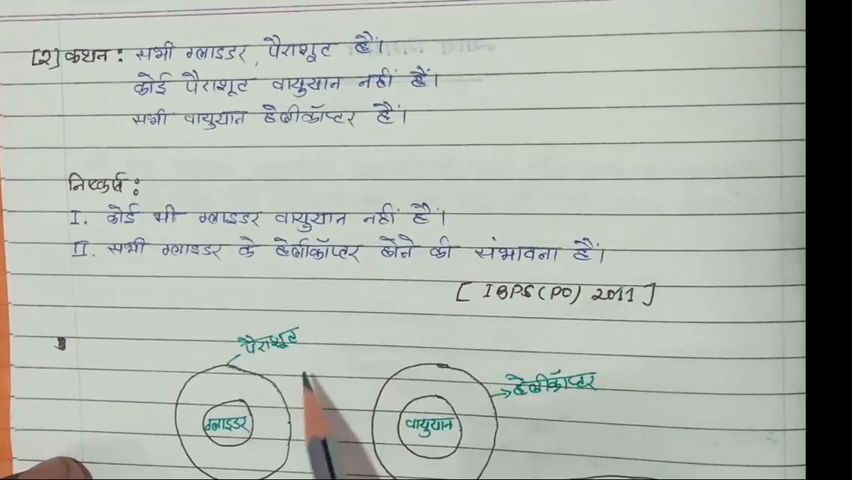 [2] कथन : सभी ग्लाइडर, पैराशूट हैं।
कोई पैराशूट वायुयान नहीं हैं।
सभी वायुयान हेलीकॉप्टर हैं।
निष्कर्ष :
I. कोई भी ग्लाइडर वायुयान नहीं हैं।
II. सभी ग्लाइडर के हेलीकॉप्टर होने की संभावना हैं।
[ IBPS (PO) 2011 ]
पैराशूट
हेलीकॉप्टर
ग्लाइडर
वायुयान